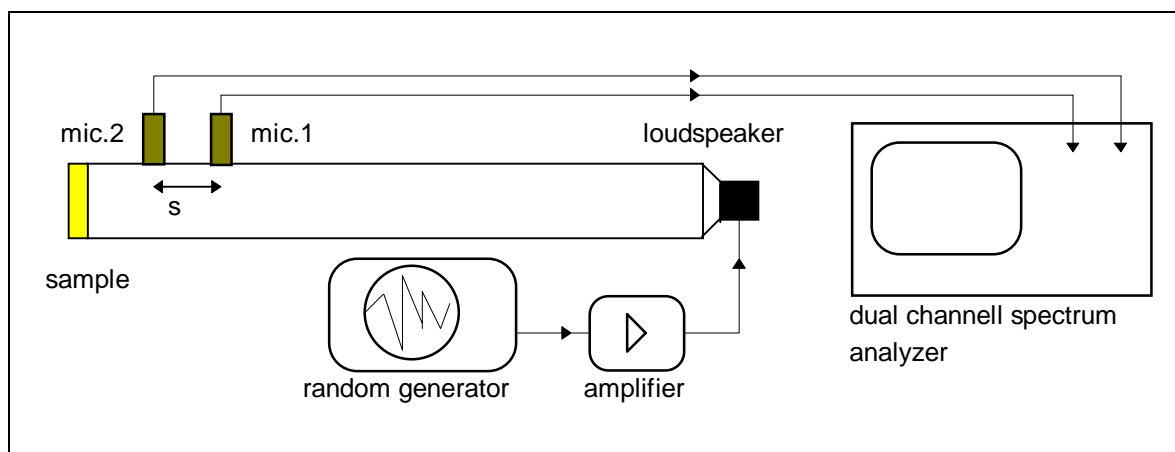 mic.2
mic.1
loudspeaker
s
sample
random generator
amplifier
dual channell spectrum
analyzer